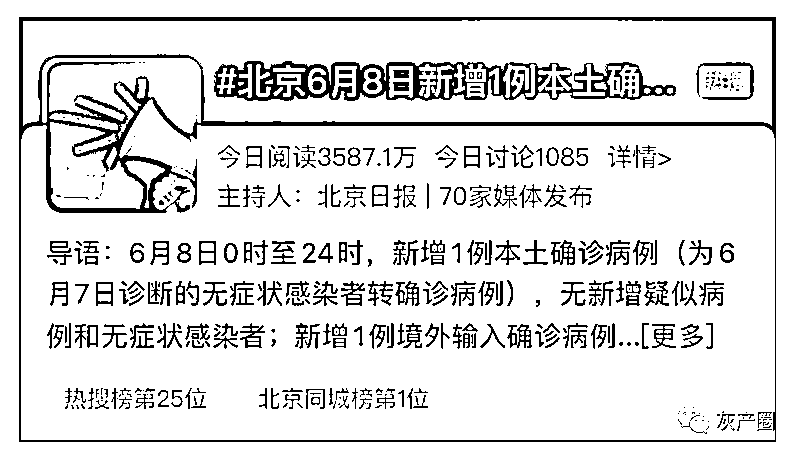 #北京6月8日新增1例本土确...
今日阅读3587.1万 今日讨论1085 详情>
主持人：北京日报 | 70家媒体发布
导语：6月8日0时至24时，新增1例本土确诊病例（为6
月7日诊断的无症状感染者转确诊病例），无新增疑似病
例和无症状感染者；新增1例境外输入确诊病例...[更多]
热搜榜第25位 北京同城榜第1位
灰产圈